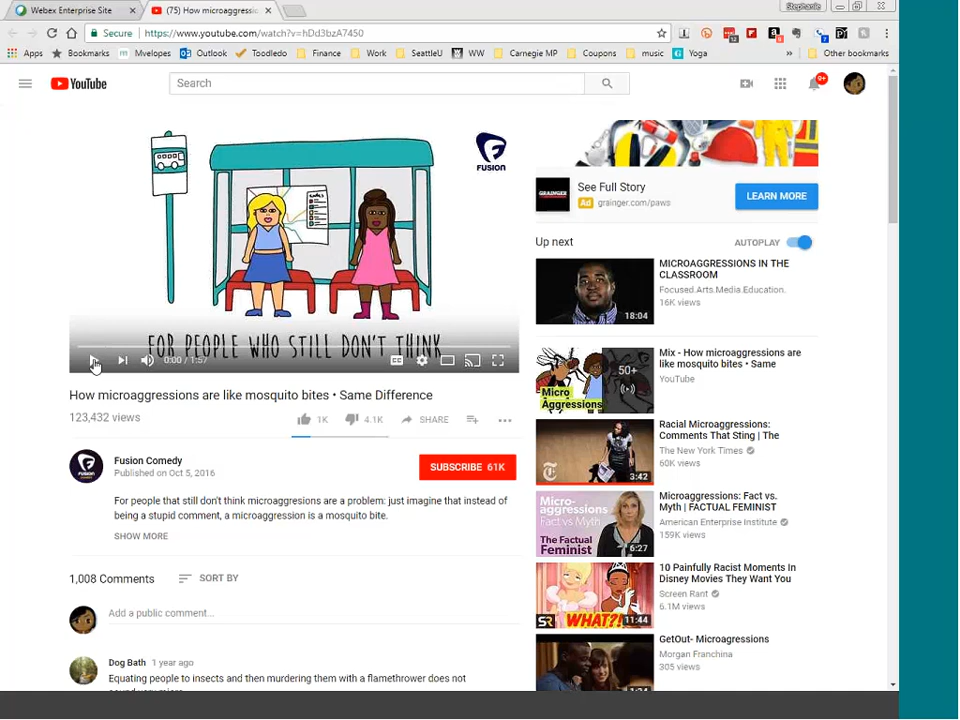 Webex Enterprise Site
(75) How microaggressi
Stephanie
Secure https://www.youtube.com/watch?v=hDd3bzA7450
Apps Bookmarks Mvelopes Outlook Toodledo Finance Work SeattleU WW Carnegie MP Coupons music Yoga » Other bookmarks
YouTube
Search
9+
FUSION
FOR PEOPLE WHO STILL DON'T THINK
0:00 / 1:57
How microaggressions are like mosquito bites • Same Difference
123,432 views
1K 4.1K SHARE
Fusion Comedy
Published on Oct 5, 2016
SUBSCRIBE 61K
For people that still don't think microaggresions are a problem: just imagine that instead of
being a stupid comment, a microaggression is a mosquito bite.
SHOW MORE
1,008 Comments SORT BY
Add a public comment...
Dog Bath 1 year ago
Equating people to insects and then murdering them with a flamethrower does not
GRAINGER
See Full Story
Ad grainger.com/paws
LEARN MORE
Up next AUTOPLAY
18:04
MICROAGGRESSIONS IN THE
CLASSROOM
Focused.Arts.Media.Education.
16K views
Micro
Aggressions
50+
Mix - How microaggressions are
like mosquito bites • Same
YouTube
3:42
Racial Microaggressions:
Comments That Sting | The
The New York Times
60K views
Micro-
aggressions
Fact vs Myth
The Factual
Feminist
6:27
Microaggressions: Fact vs.
Myth | FACTUAL FEMINIST
American Enterprise Institute
159K views
SR
WHAT?!
11:44
10 Painfully Racist Moments In
Disney Movies They Want You
Screen Rant
6.1M views
GetOut- Microagressions
Morgan Franchina
305 views